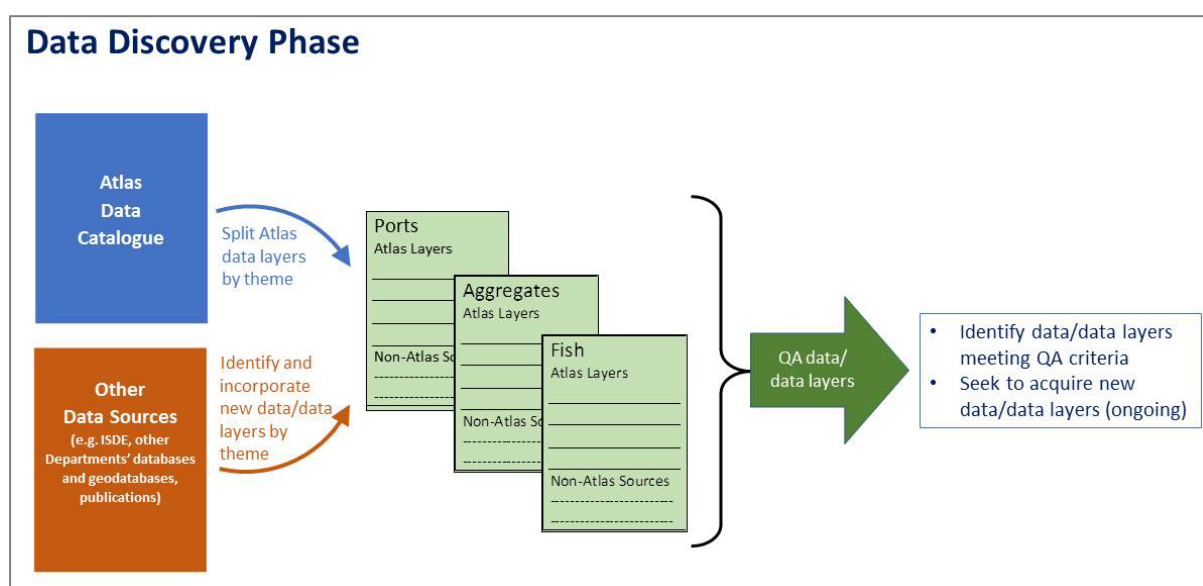 Data Discovery Phase
Atlas
Data
Catalogue
Split Atlas
data layers
by theme
Other
Data Sources
(e.g. ISDE, other
Departments' databases
and geodatabases,
publications)
Identify and
incorporate
new data/data
layers by
theme
Ports
Atlas Layers
Non-Atlas So
Aggregates
Atlas Layers
Non-Atlas So
Fish
Atlas Layers
Non-Atlas Sources
QA data/
data layers
• Identify data/data layers
meeting QA criteria
• Seek to acquire new
data/data layers (ongoing)